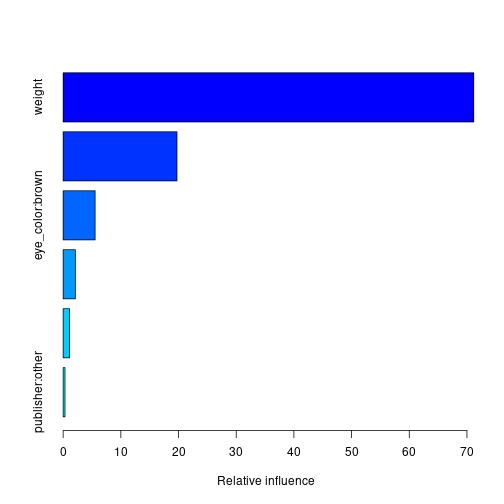 weight
eye_color:brown
publisher:other
0 10 20 30 40 50 60 70
Relative influence